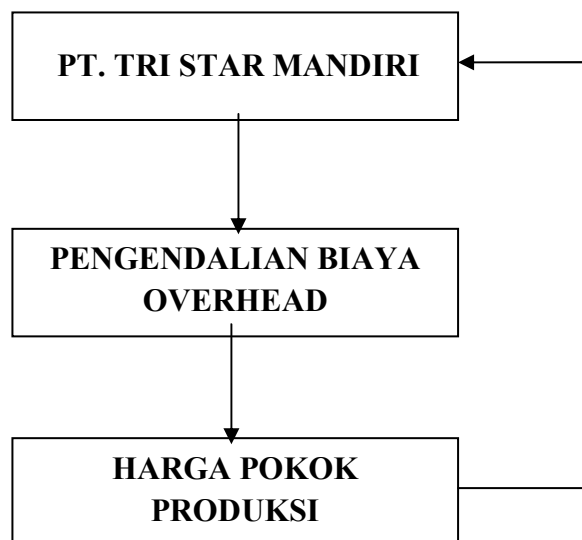 PT. TRI STAR MANDIRI
PENGENDALIAN BIAYA
OVERHEAD
HARGA POKOK
PRODUKSI